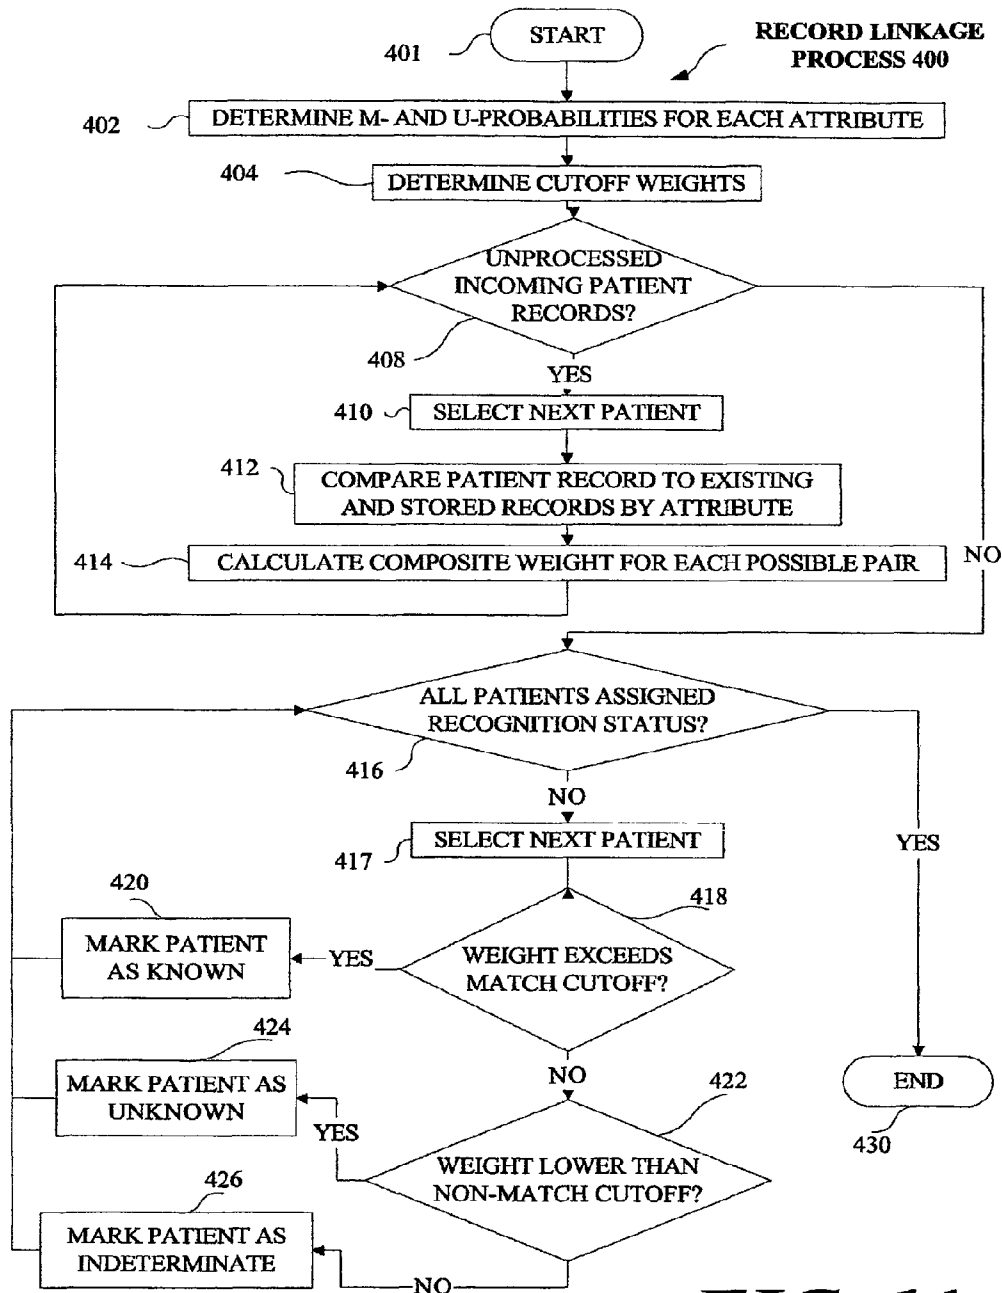 START
401
RECORD LINKAGE
PROCESS 400
402
DETERMINE M- AND U-PROBABILITIES FOR EACH ATTRIBUTE
404
DETERMINE CUTOFF WEIGHTS
UNPROCESSED
INCOMING PATIENT
RECORDS?
408
YES
410
SELECT NEXT PATIENT
412
COMPARE PATIENT RECORD TO EXISTING
AND STORED RECORDS BY ATTRIBUTE
414
CALCULATE COMPOSITE WEIGHT FOR EACH POSSIBLE PAIR
NO
ALL PATIENTS ASSIGNED
RECOGNITION STATUS?
416
NO
417
SELECT NEXT PATIENT
YES
420
418
MARK PATIENT
AS KNOWN
YES
WEIGHT EXCEEDS
MATCH CUTOFF?
424
NO
422
MARK PATIENT AS
UNKNOWN
YES
END
430
WEIGHT LOWER THAN
NON-MATCH CUTOFF?
426
MARK PATIENT AS
INDETERMINATE
NO